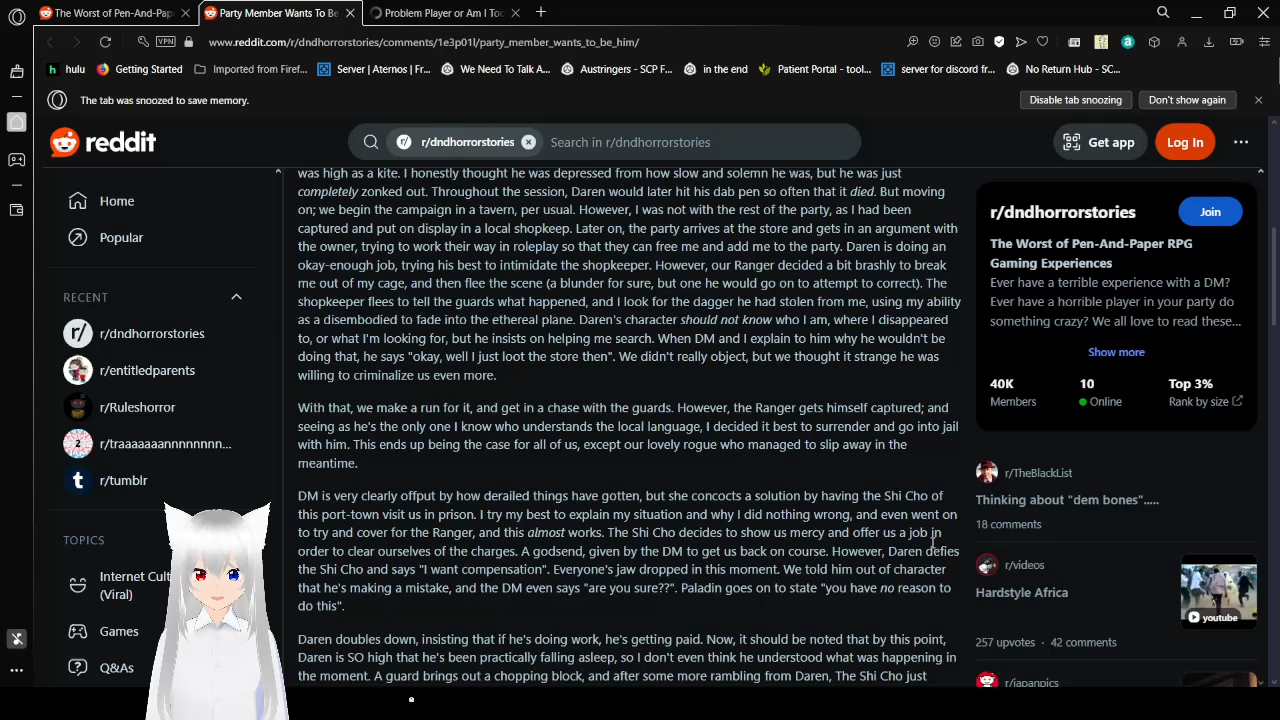 The Worst of Pen-And-Pap
Party Member Wants To Be
Problem Player or Am I Too
VPN
www.reddit.com/r/dndhorrorstories/comments/1e3p01l/party_member_wants_to_be_him/
hulu
Getting Started
Imported from Firef...
Server | Aternos | Fr...
We Need To Talk A...
Austringers - SCP F...
in the end
Patient Portal - tool...
server for discord fr...
No Return Hub - SC...
The tab was snoozed to save memory.
Disable tab snoozing
Don't show again
reddit
r/ r/dndhorrorstories
Search in r/dndhorrorstories
Get app
Log In
Home
Popular
RECENT
r/ r/dndhorrorstories
r/entitledparents
r/Ruleshorror
r/traaaaaaannnnnnnn...
r/tumblr
TOPICS
Internet Cult
(Viral)
Games
Q&As
was high as a kite. I honestly thought he was depressed from how slow and solemn he was, but he was just
completely zonked out. Throughout the session, Daren would later hit his dab pen so often that it died. But moving
on; we begin the campaign in a tavern, per usual. However, I was not with the rest of the party, as I had been
captured and put on display in a local shopkeep. Later on, the party arrives at the store and gets in an argument with
the owner, trying to work their way in roleplay so that they can free me and add me to the party. Daren is doing an
okay-enough job, trying his best to intimidate the shopkeeper. However, our Ranger decided a bit brashly to break
me out of my cage, and then flee the scene (a blunder for sure, but one he would go on to attempt to correct). The
shopkeeper flees to tell the guards what happened, and I look for the dagger he had stolen from me, using my ability
as a disembodied to fade into the ethereal plane. Daren's character should not know who I am, where I disappeared
to, or what I'm looking for, but he insists on helping me search. When DM and I explain to him why he wouldn't be
doing that, he says "okay, well I just loot the store then". We didn't really object, but we thought it strange he was
willing to criminalize us even more.
With that, we make a run for it, and get in a chase with the guards. However, the Ranger gets himself captured; and
seeing as he's the only one I know who understands the local language, I decided it best to surrender and go into jail
with him. This ends up being the case for all of us, except our lovely rogue who managed to slip away in the
meantime.
DM is very clearly offput by how derailed things have gotten, but she concocts a solution by having the Shi Cho of
this port-town visit us in prison. I try my best to explain my situation and why I did nothing wrong, and even went on
to try and cover for the Ranger, and this almost works. The Shi Cho decides to show us mercy and offer us a job in
order to clear ourselves of the charges. A godsend, given by the DM to get us back on course. However, Daren defies
the Shi Cho and says "I want compensation". Everyone's jaw dropped in this moment. We told him out of character
that he's making a mistake, and the DM even says "are you sure??". Paladin goes on to state "you have no reason to
do this".
Daren doubles down, insisting that if he's doing work, he's getting paid. Now, it should be noted that by this point,
Daren is SO high that he's been practically falling asleep, so I don't even think he understood what was happening in
the moment. A guard brings out a chopping block, and after some more rambling from Daren, The Shi Cho just
r/dndhorrorstories
Join
The Worst of Pen-And-Paper RPG
Gaming Experiences
Ever have a terrible experience with a DM?
Ever have a horrible player in your party do
something crazy? We all love to read these...
Show more
40K
10
Top 3%
Members
Online
Rank by size
r/TheBlackList
Thinking about "dem bones".....
18 comments
r/videos
Hardstyle Africa
youtube
257 upvotes · 42 comments
r/japanpics